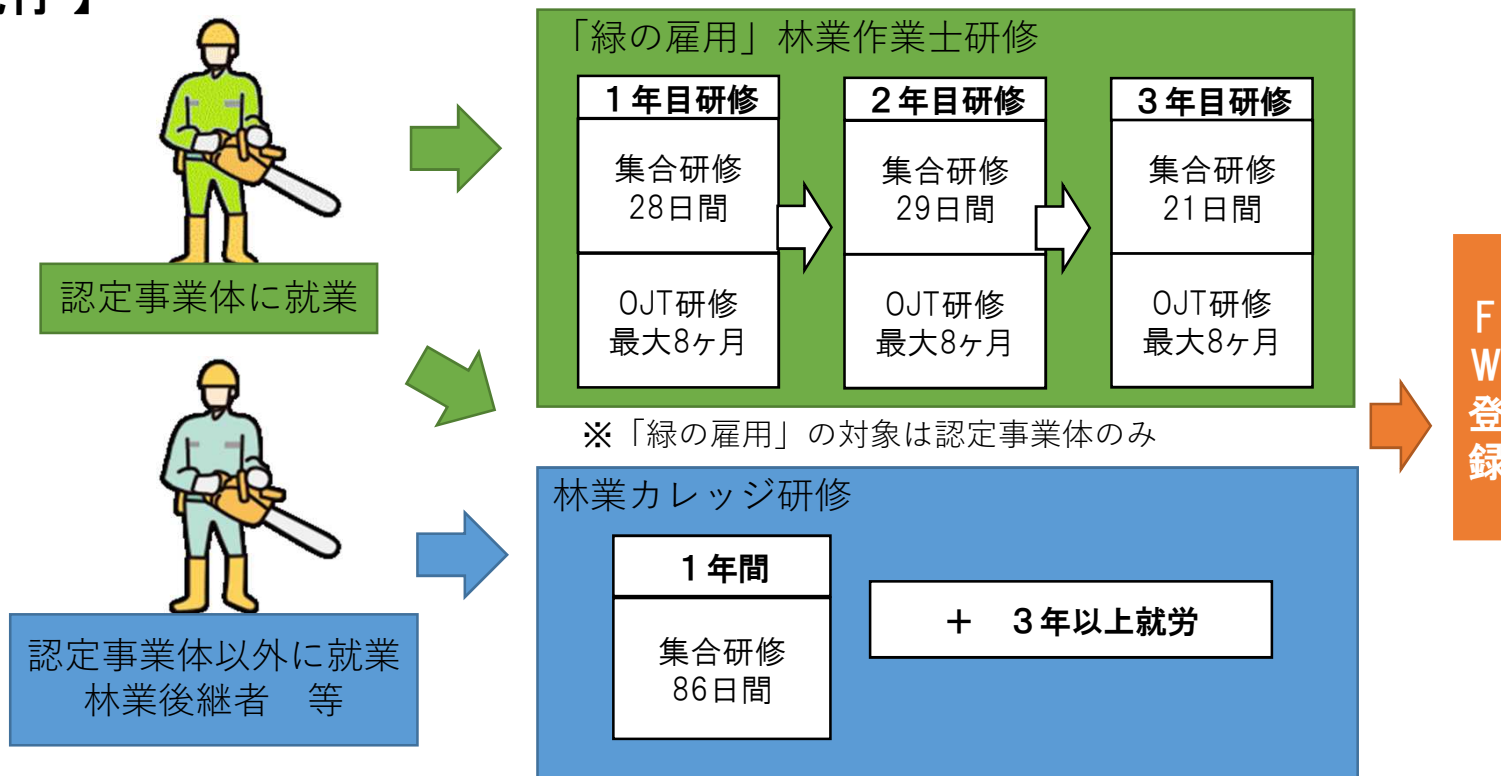 】
「緑の雇用」林業作業士研修
１年目研修
集合研修
28日間
OJT研修
最大8ヶ月
２年目研修
集合研修
29日間
OJT研修
最大8ヶ月
３年目研修
集合研修
21日間
OJT研修
最大8ヶ月
認定事業体に就業
※「緑の雇用」の対象は認定事業体のみ
林業カレッジ研修
１年間
集合研修
86日間
＋　３年以上就労
認定事業体以外に就業
林業後継者　等
ＦＷ登録